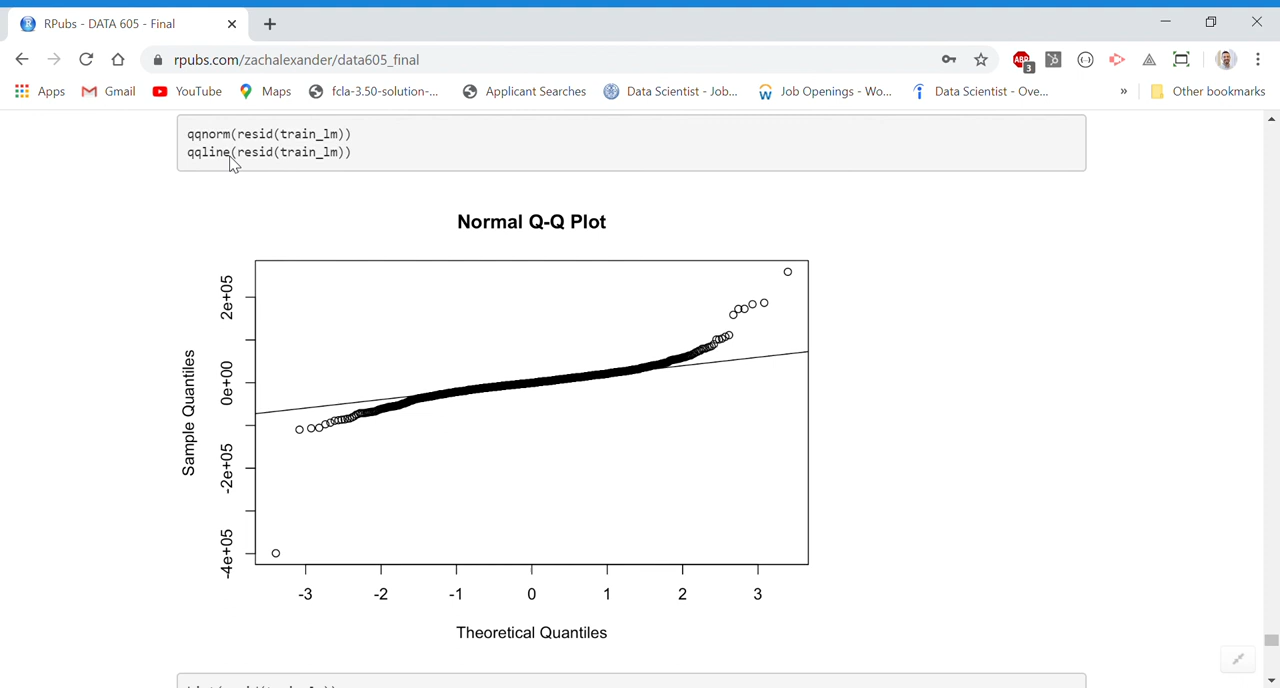 RPubs - DATA 605 - Final
rpubs.com/zachalexander/data605_final
ABP
3
Apps
Gmail
YouTube
Maps
fcla-3.50-solution-...
Applicant Searches
Data Scientist - Job...
Job Openings - Wo...
Data Scientist - Ove...
»
Other bookmarks
qqnorm(resid(train_lm))
qqline(resid(train_lm))
Normal Q-Q Plot
Sample Quantiles
2e+05
0e+00
-2e+05
-4e+05
-3 -2 -1 0 1 2 3
Theoretical Quantiles